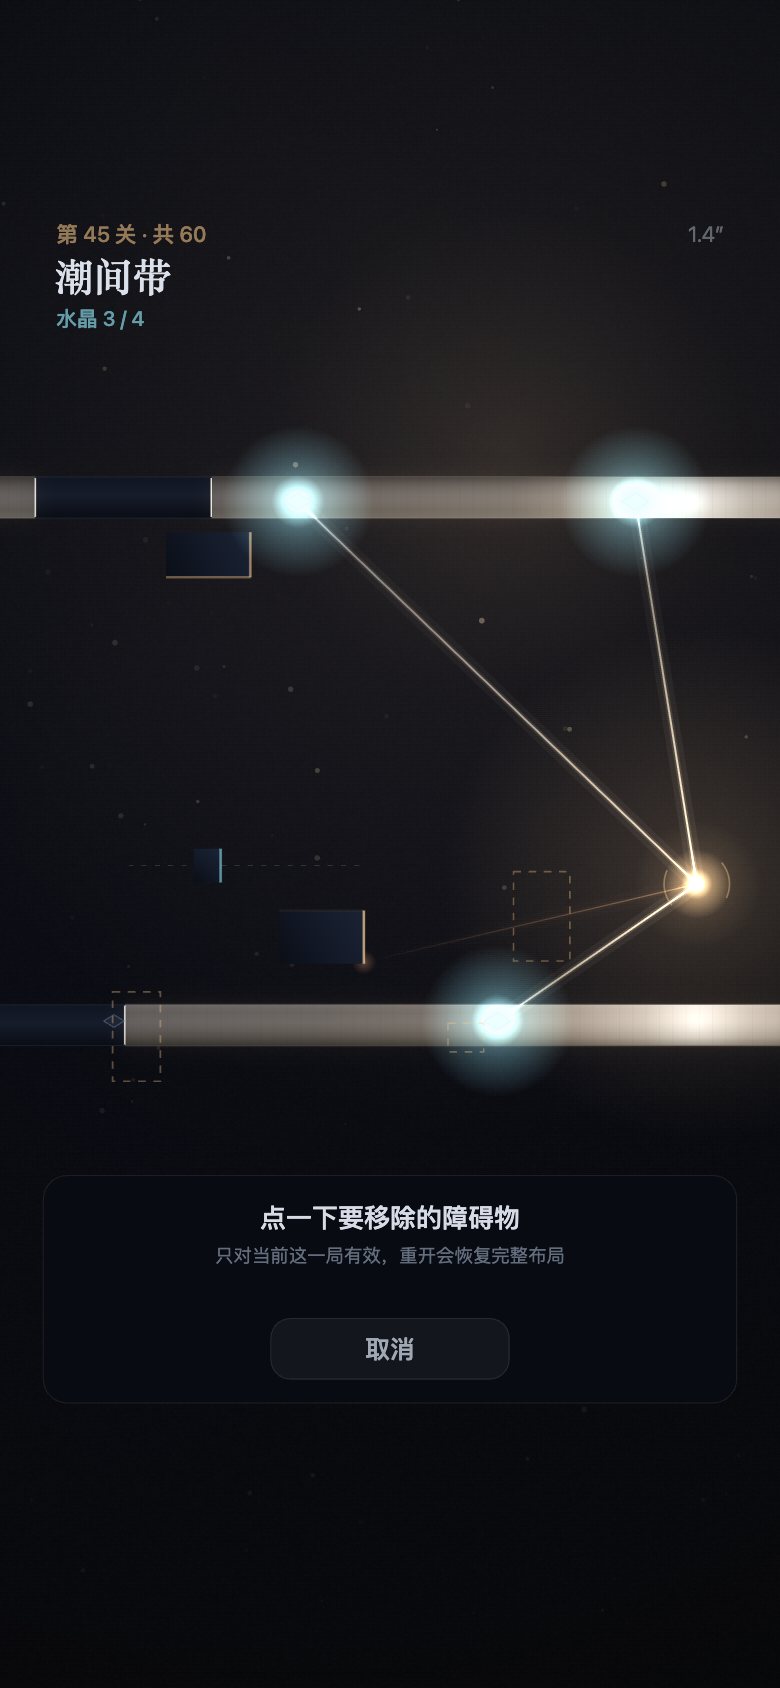 第 45 关 · 共 60
1.4″
潮间带
水晶 3 / 4
点一下要移除的障碍物
只对当前这一局有效，重开会恢复完整布局
取消